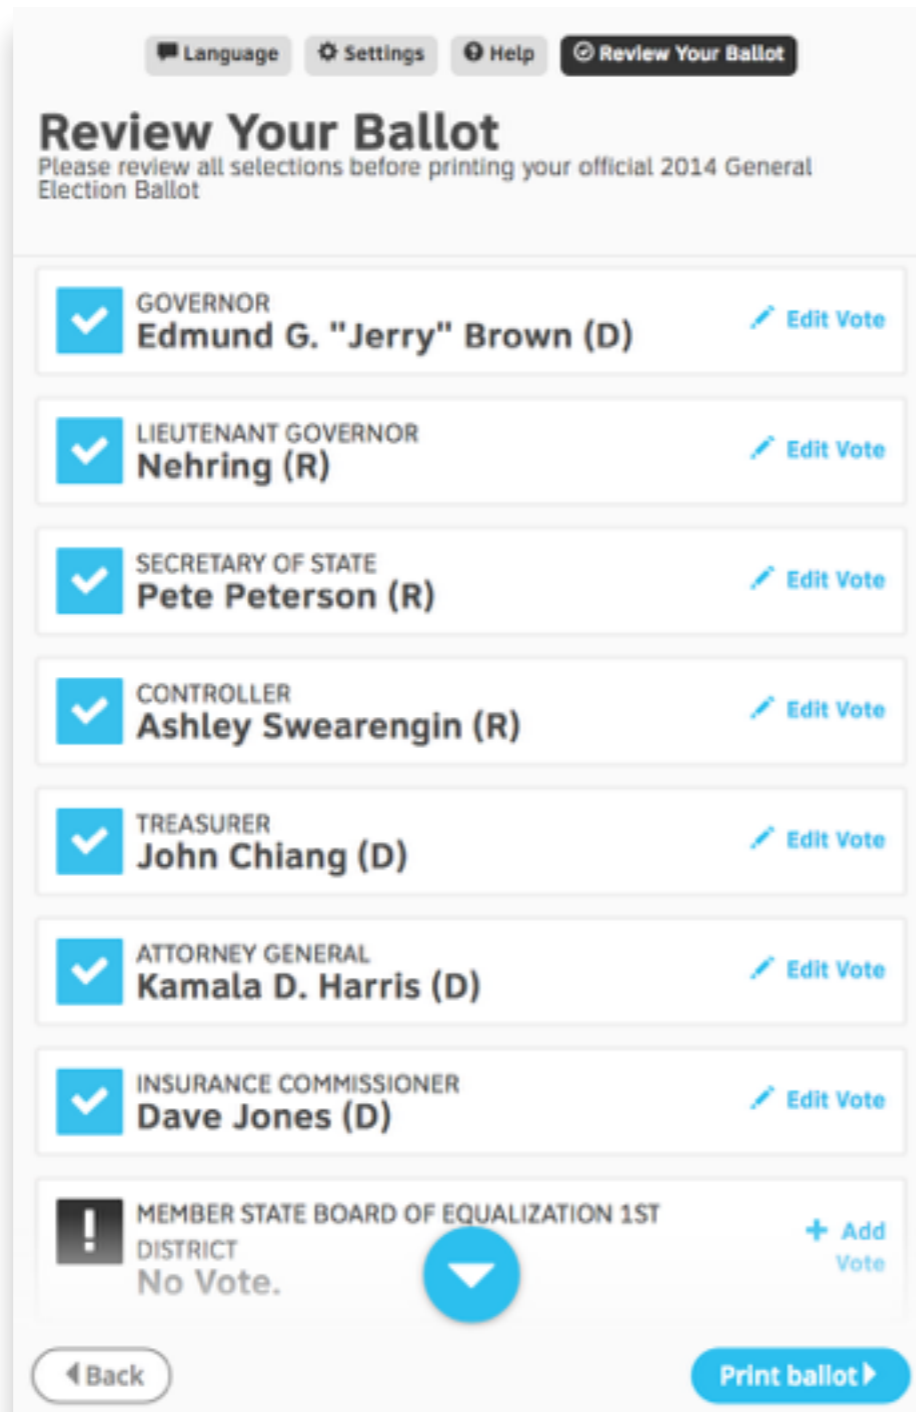 Language
Settings
Help
Review Your Ballot
Review Your Ballot
Please review all selections before printing your official 2014 General
Election Ballot
GOVERNOR
Edmund G. "Jerry" Brown (D)
Edit Vote
LIEUTENANT GOVERNOR
Nehring (R)
Edit Vote
SECRETARY OF STATE
Pete Peterson (R)
Edit Vote
CONTROLLER
Ashley Swearengin (R)
Edit Vote
TREASURER
John Chiang (D)
Edit Vote
ATTORNEY GENERAL
Kamala D. Harris (D)
Edit Vote
INSURANCE COMMISSIONER
Dave Jones (D)
Edit Vote
MEMBER STATE BOARD OF EQUALIZATION 1ST
DISTRICT
No Vote.
+ Add
Vote
Back
Print ballot